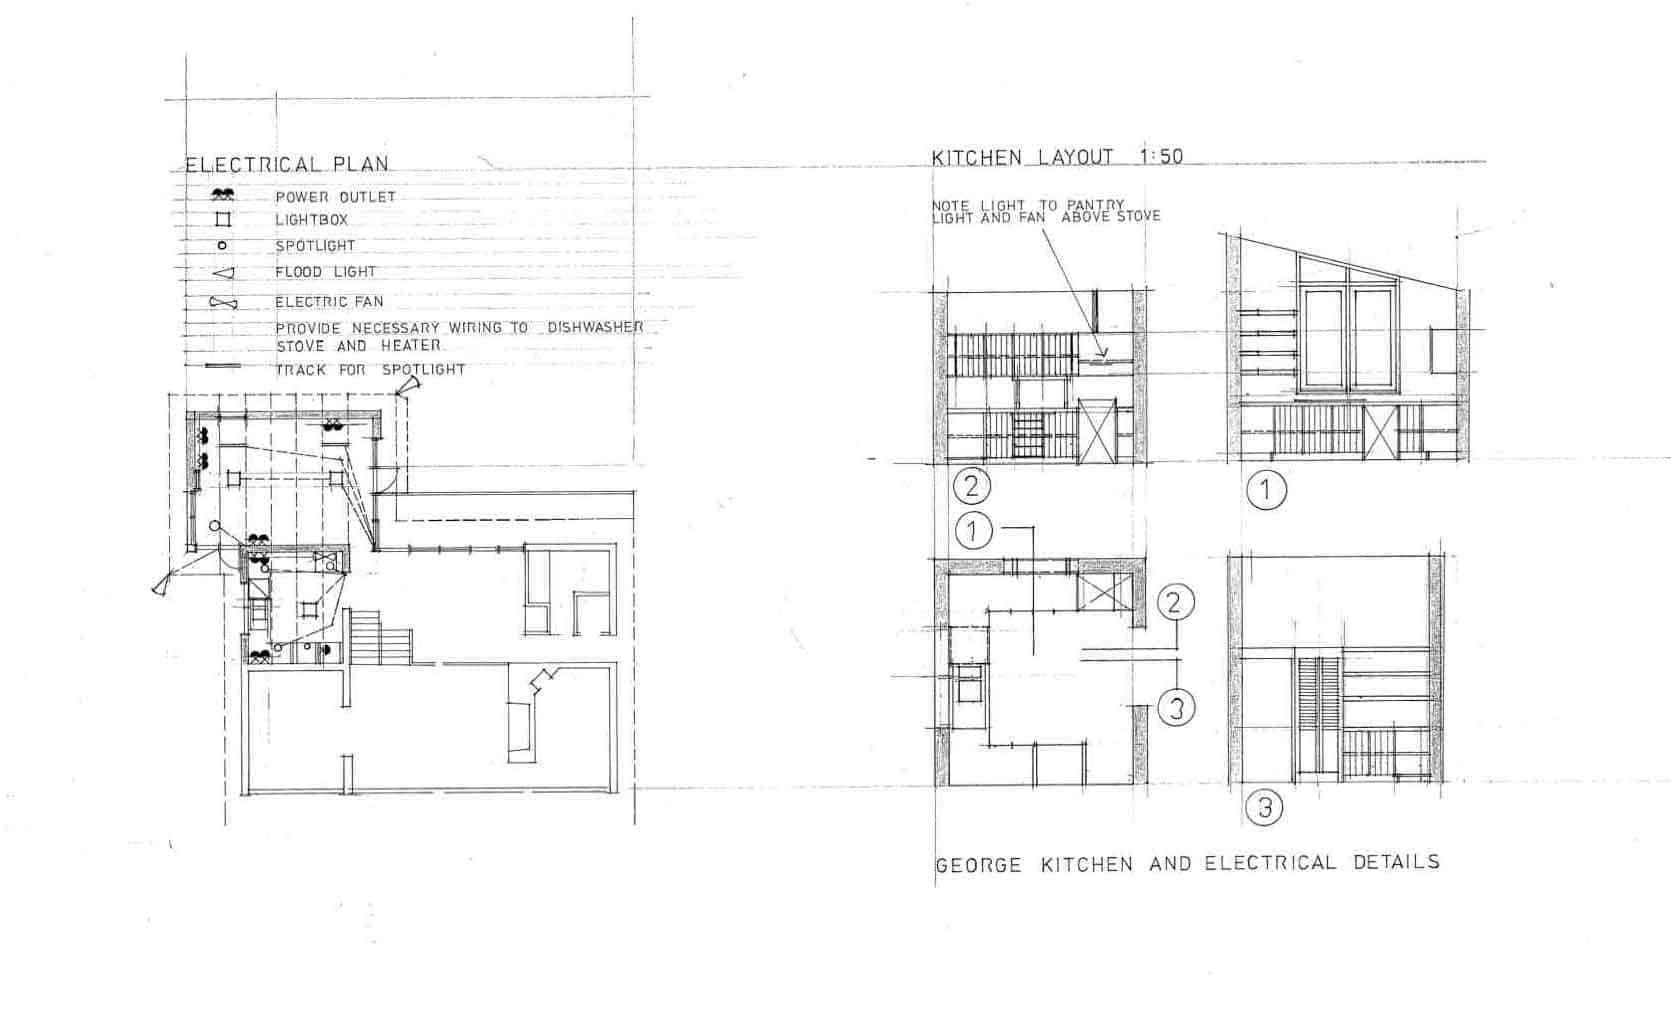 ELECTRICAL PLAN
POWER OUTLET
LIGHTBOX
SPOTLIGHT
FLOOD LIGHT
ELECTRIC FAN
PROVIDE NECESSARY WIRING TO DISHWASHER
STOVE AND HEATER.
TRACK FOR SPOTLIGHT
KITCHEN LAYOUT 1:50
NOTE LIGHT TO PANTRY
LIGHT AND FAN ABOVE STOVE
2
1
1
2
3
3
GEORGE KITCHEN AND ELECTRICAL DETAILS